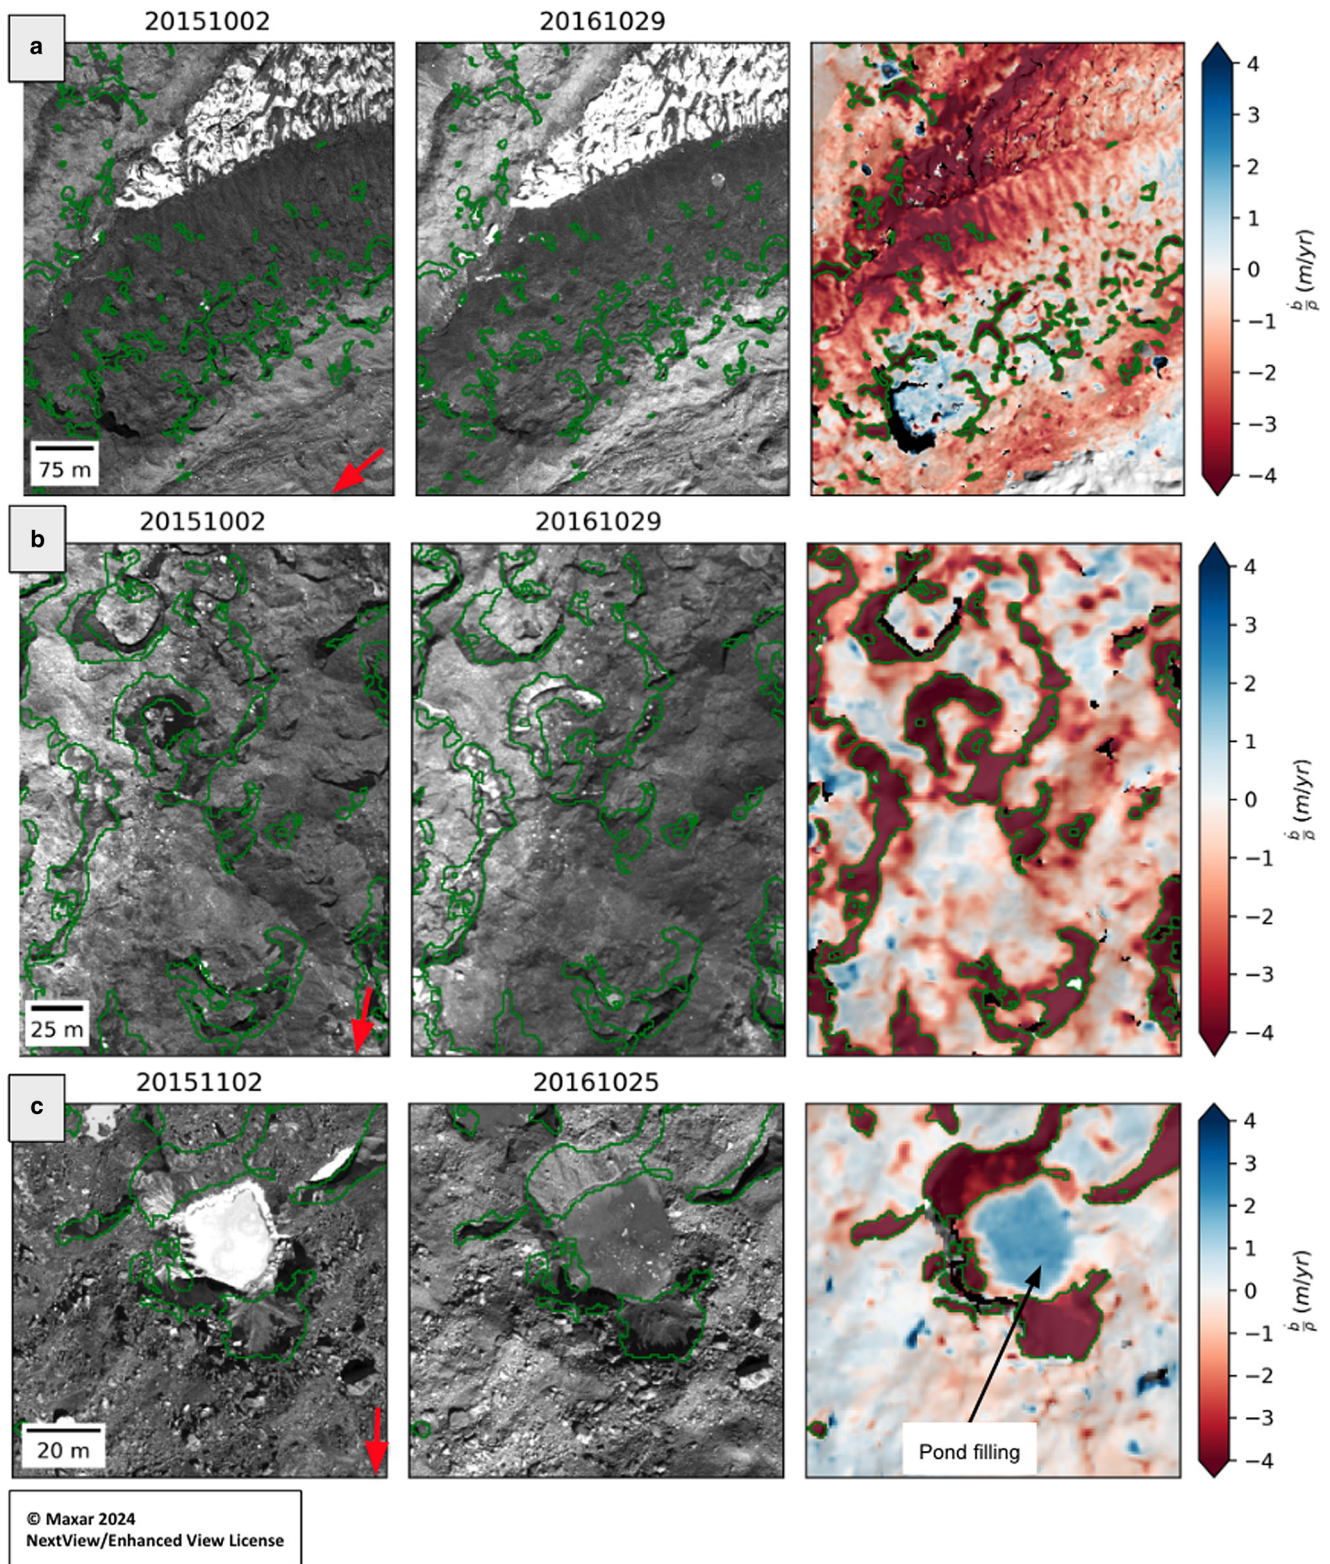 a
20151002
20161029
4
3
2
1
0
−1
−2
−3
−4
ḃ/ρ (m/yr)
75 m
b
20151002
20161029
4
3
2
1
0
−1
−2
−3
−4
ḃ/ρ (m/yr)
25 m
c
20151102
20161025
4
3
2
1
0
−1
−2
−3
−4
ḃ/ρ (m/yr)
20 m
Pond filling
© Maxar 2024
NextView/Enhanced View License